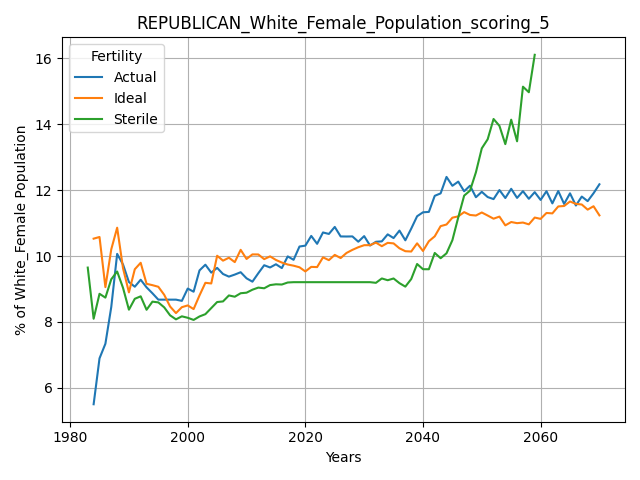 REPUBLICAN_White_Female_Population_scoring_5
Fertility
Actual
Ideal
Sterile
% of White_Female Population
16
14
12
10
8
6
1980
2000
2020
2040
2060
Years